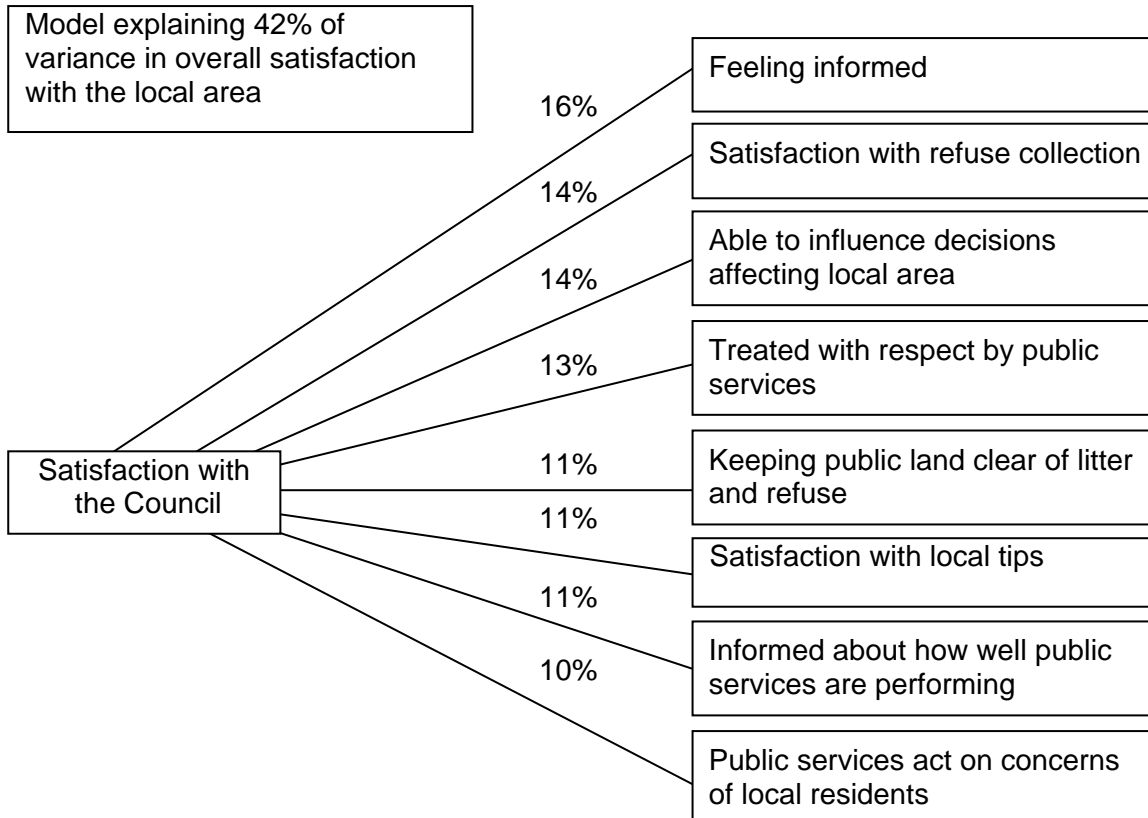 Model explaining 42% of
variance in overall satisfaction
with the local area
Feeling informed
16%
Satisfaction with refuse collection
14%
Able to influence decisions
affecting local area
14%
Treated with respect by public
services
13%
Satisfaction with
the Council
11%
Keeping public land clear of litter
and refuse
11%
Satisfaction with local tips
11%
Informed about how well public
services are performing
10%
Public services act on concerns
of local residents